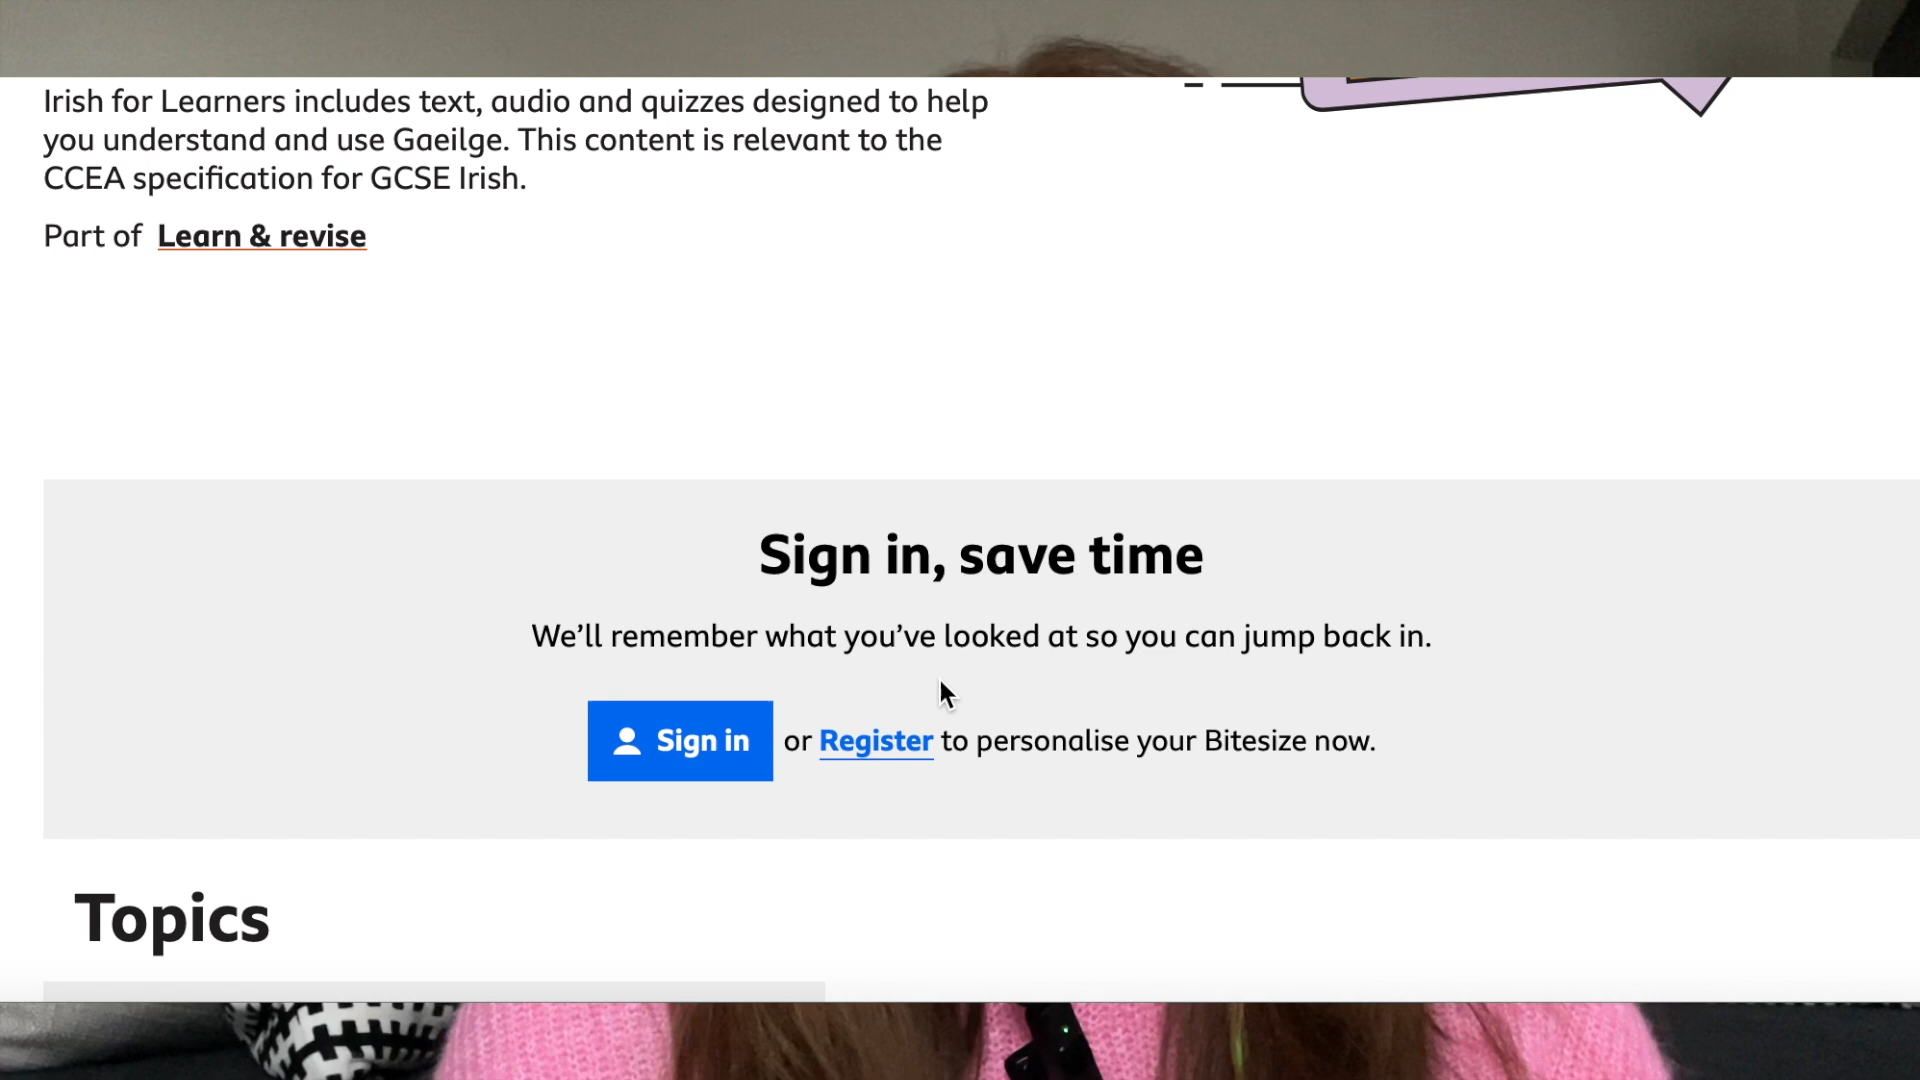 Irish for Learners includes text, audio and quizzes designed to help
you understand and use Gaeilge. This content is relevant to the
CCEA specification for GCSE Irish.
Part of Learn & revise
Sign in, save time
We’ll remember what you’ve looked at so you can jump back in.
Sign in or Register to personalise your Bitesize now.
Topics